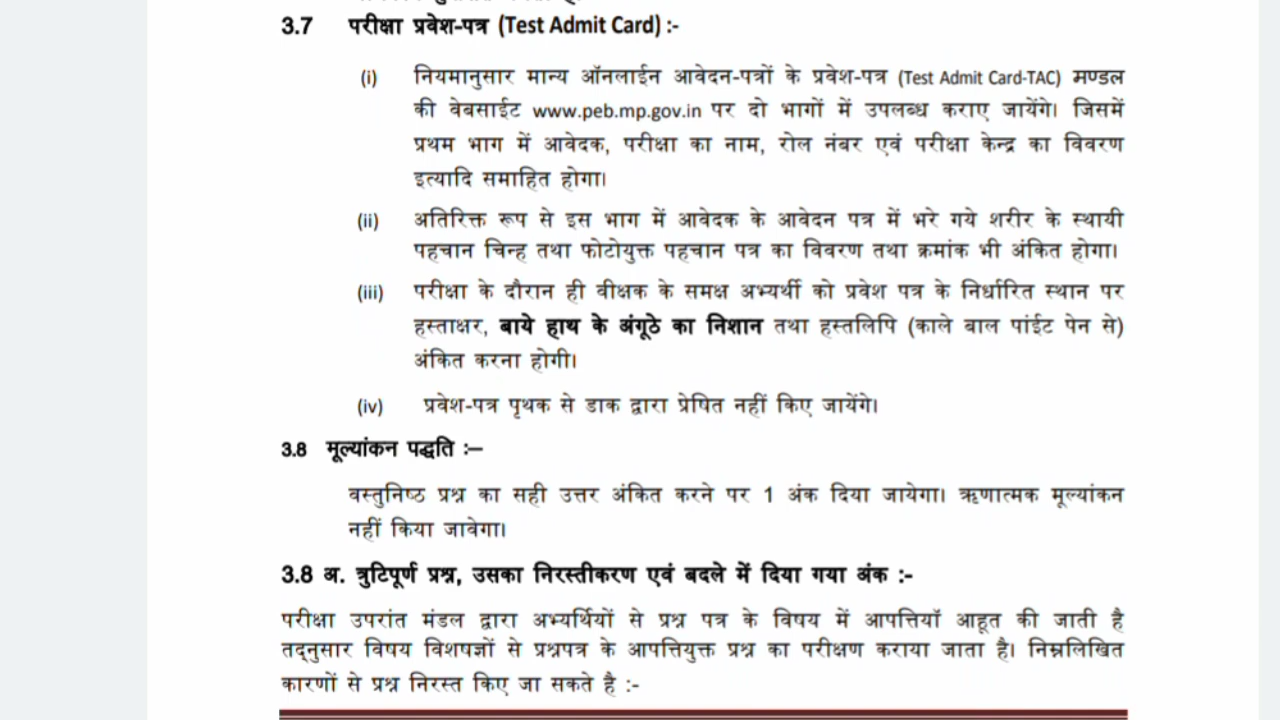 3.7 परीक्षा प्रवेश-पत्र (Test Admit Card) :-
(i) नियमानुसार मान्य ऑनलाईन आवेदन-पत्रों के प्रवेश-पत्र (Test Admit Card-TAC) मण्डल
की वेबसाईट www.peb.mp.gov.in पर दो भागों में उपलब्ध कराए जायेंगे। जिसमें
प्रथम भाग में आवेदक, परीक्षा का नाम, रोल नंबर एवं परीक्षा केन्द्र का विवरण
इत्यादि समाहित होगा।
(ii) अतिरिक्त रूप से इस भाग में आवेदक के आवेदन पत्र में भरे गये शरीर के स्थायी
पहचान चिन्ह तथा फोटोयुक्त पहचान पत्र का विवरण तथा क्रमांक भी अंकित होगा।
(iii) परीक्षा के दौरान ही वीक्षक के समक्ष अभ्यर्थी को प्रवेश पत्र के निर्धारित स्थान पर
हस्ताक्षर, बाये हाथ के अंगूठे का निशान तथा हस्तलिपि (काले बाल पांईट पेन से)
अंकित करना होगी।
(iv) प्रवेश-पत्र पृथक से डाक द्वारा प्रेषित नहीं किए जायेंगे।
3.8 मूल्यांकन पद्धति :–
वस्तुनिष्ठ प्रश्न का सही उत्तर अंकित करने पर 1 अंक दिया जायेगा। ऋणात्मक मूल्यांकन
नहीं किया जावेगा।
3.8 अ. त्रुटिपूर्ण प्रश्न, उसका निरस्तीकरण एवं बदले में दिया गया अंक :-
परीक्षा उपरांत मंडल द्वारा अभ्यर्थियों से प्रश्न पत्र के विषय में आपत्तियॉ आहूत की जाती है
तद्नुसार विषय विशषज्ञों से प्रश्नपत्र के आपत्तियुक्त प्रश्न का परीक्षण कराया जाता है। निम्नलिखित
कारणों से प्रश्न निरस्त किए जा सकते है :-